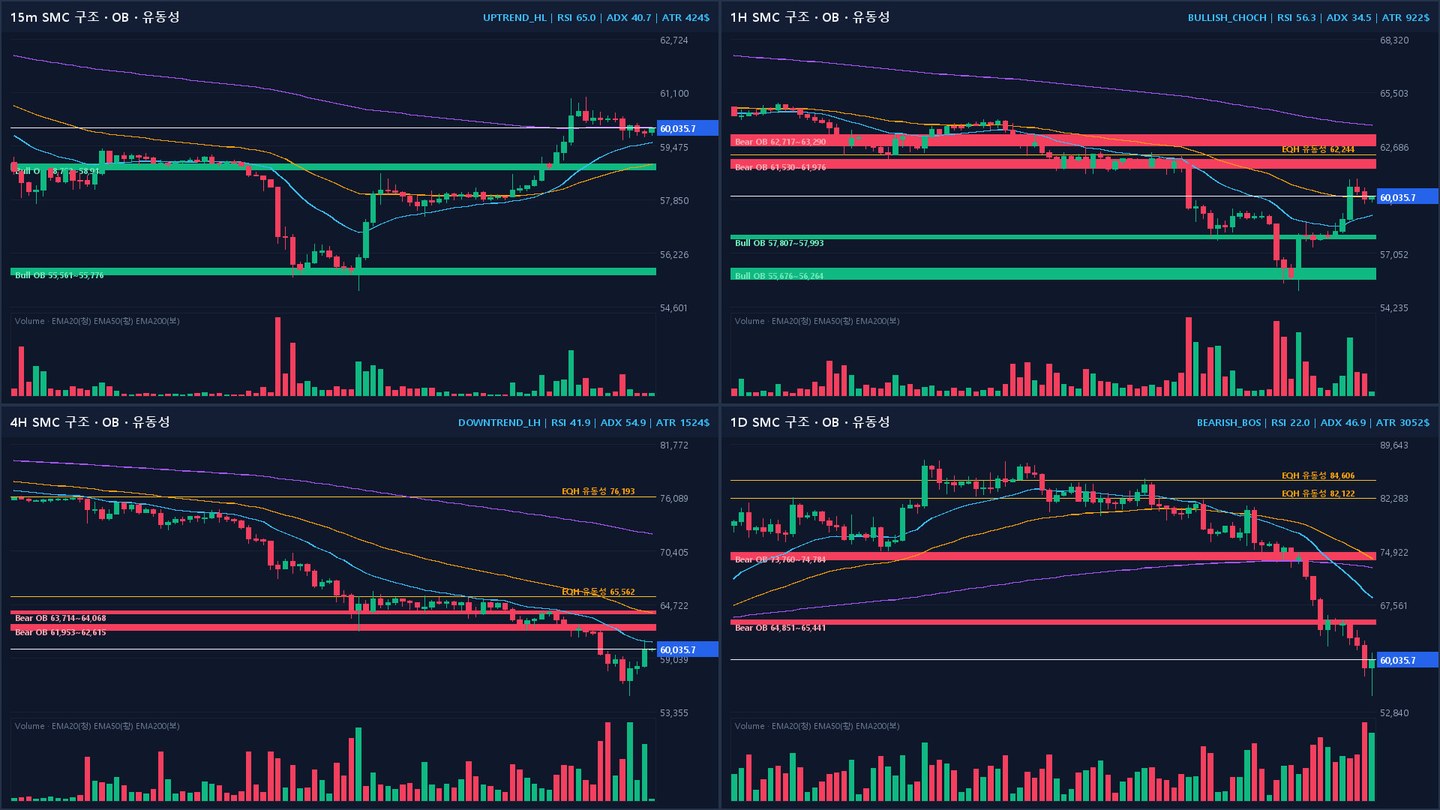 15m SMC 구조 · OB · 유동성
UPTREND_HL | RSI 65.0 | ADX 40.7 | ATR 424$
62,724
61,100
60,035.7
59,475
57,850
56,226
54,601
Bull OB 55,561~55,776
Volume · EMA20(청) EMA50(황) EMA200(보)
1H SMC 구조 · OB · 유동성
BULLISH_CHOCH | RSI 56.3 | ADX 34.5 | ATR 922$
68,320
65,503
62,686
60,035.7
57,052
54,235
Bear OB 62,717~63,290
EQH 유동성 62,244
Bear OB 61,530~61,976
Bull OB 57,807~57,993
Bull OB 55,676~56,264
Volume · EMA20(청) EMA50(황) EMA200(보)
4H SMC 구조 · OB · 유동성
DOWNTREND_LH | RSI 41.9 | ADX 54.9 | ATR 1524$
81,772
76,089
70,405
64,722
60,035.7
59,039
53,355
EQH 유동성 76,193
EQH 유동성 65,562
Bear OB 63,714~64,068
Bear OB 61,953~62,615
Volume · EMA20(청) EMA50(황) EMA200(보)
1D SMC 구조 · OB · 유동성
BEARISH_BOS | RSI 22.0 | ADX 46.9 | ATR 3052$
89,643
82,283
74,922
67,561
60,035.7
52,840
EQH 유동성 84,606
EQH 유동성 82,122
Bear OB 73,760~74,784
Bear OB 64,851~65,441
Volume · EMA20(청) EMA50(황) EMA200(보)